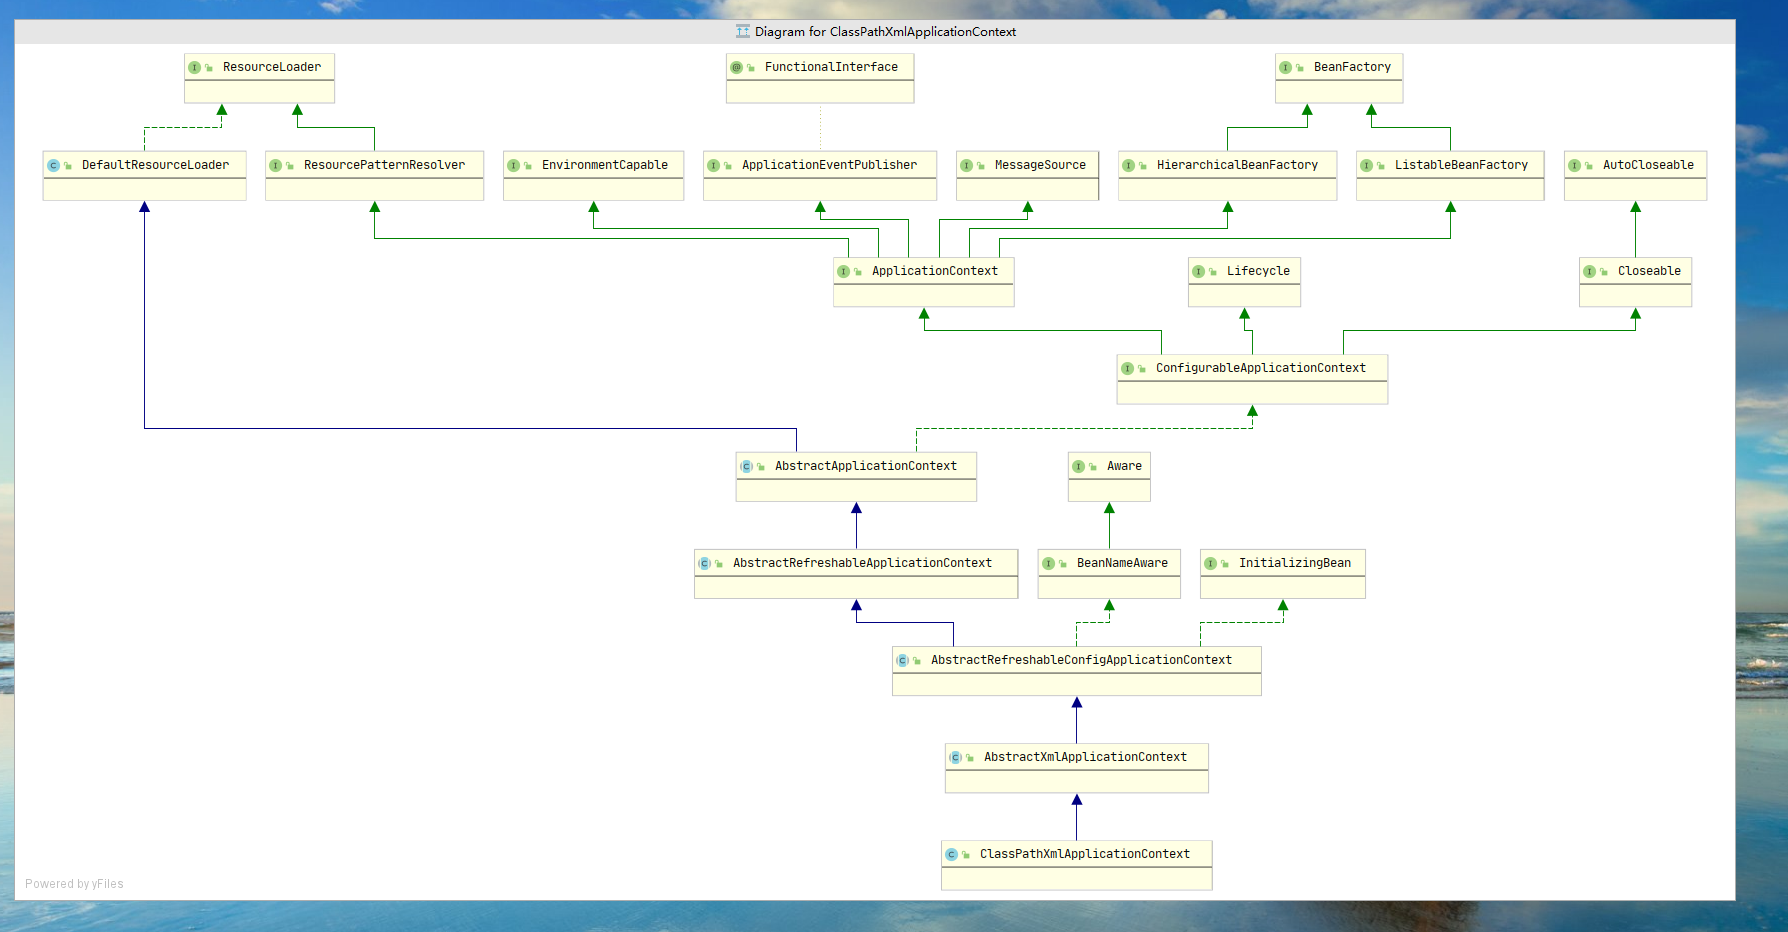 Diagram for ClassPathXmlApplicationContext
I ResourceLoader
@ FunctionalInterface
I BeanFactory
C DefaultResourceLoader
I ResourcePatternResolver
I EnvironmentCapable
I ApplicationEventPublisher
I MessageSource
I HierarchicalBeanFactory
I ListableBeanFactory
I AutoCloseable
I ApplicationContext
I Lifecycle
I Closeable
I ConfigurableApplicationContext
C AbstractApplicationContext
I Aware
C AbstractRefreshableApplicationContext
I BeanNameAware
I InitializingBean
C AbstractRefreshableConfigApplicationContext
C AbstractXmlApplicationContext
C ClassPathXmlApplicationContext
Powered by yFiles